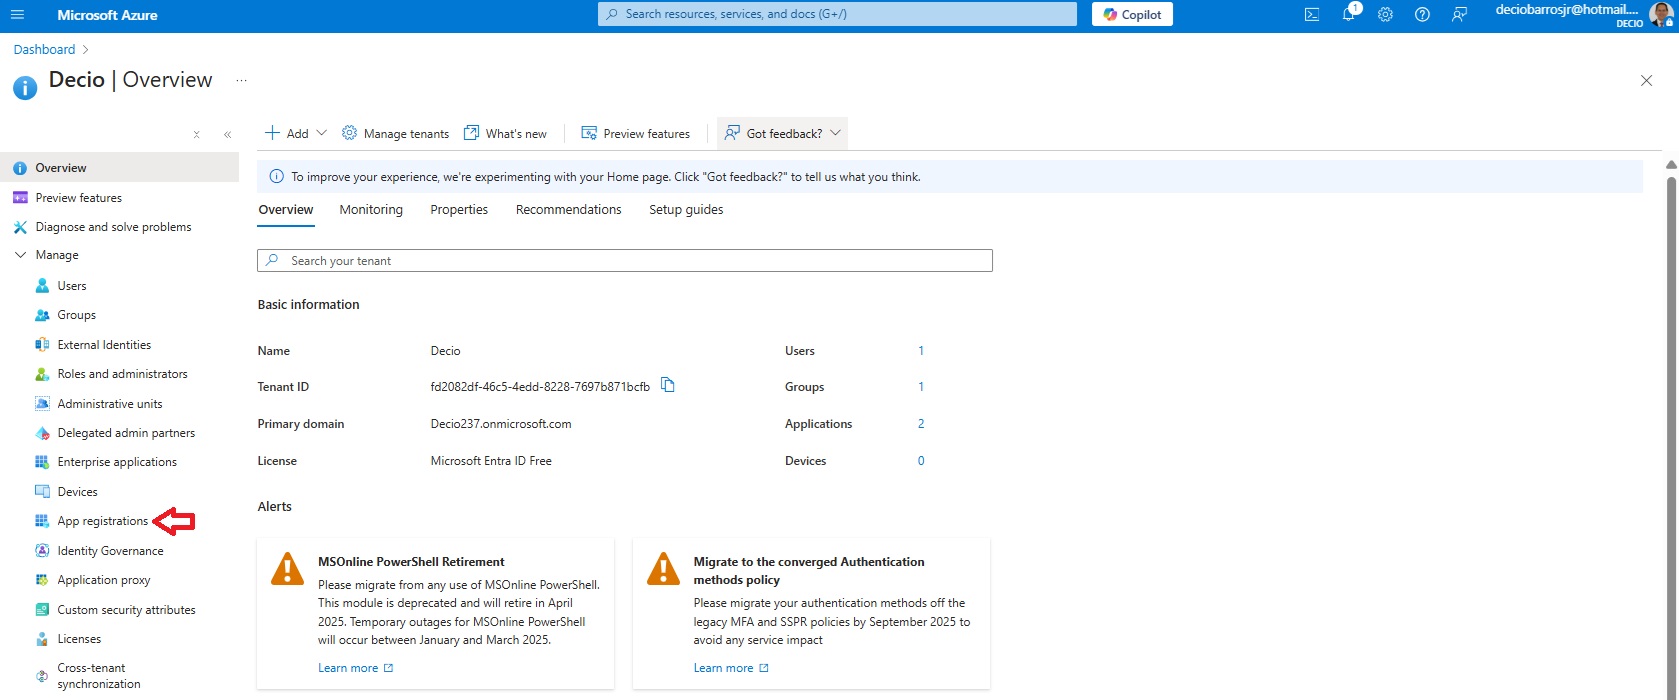 Microsoft Azure
Search resources, services, and docs (G+/)
Copilot
1
deciobarrosjr@hotmail....
DECIO
Dashboard
Decio | Overview
...
Add
Manage tenants
What's new
Preview features
Got feedback?
Overview
Preview features
Diagnose and solve problems
Manage
Users
Groups
External Identities
Roles and administrators
Administrative units
Delegated admin partners
Enterprise applications
Devices
App registrations
Identity Governance
Application proxy
Custom security attributes
Licenses
Cross-tenant
synchronization
To improve your experience, we're experimenting with your Home page. Click "Got feedback?" to tell us what you think.
Overview Monitoring Properties Recommendations Setup guides
Search your tenant
Basic information
Name Decio Users 1
Tenant ID fd2082df-46c5-4edd-8228-7697b871bcfb Groups 1
Primary domain Decio237.onmicrosoft.com Applications 2
License Microsoft Entra ID Free Devices 0
Alerts
MSOnline PowerShell Retirement
Please migrate from any use of MSOnline PowerShell.
This module is deprecated and will retire in April
2025. Temporary outages for MSOnline PowerShell
will occur between January and March 2025.
Learn more
Migrate to the converged Authentication
methods policy
Please migrate your authentication methods off the
legacy MFA and SSPR policies by September 2025 to
avoid any service impact
Learn more